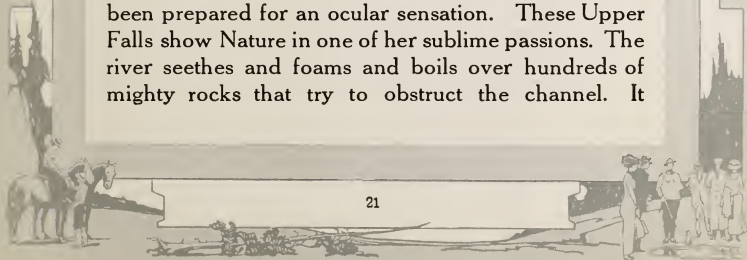 been prepared for an ocular sensation. These Upper
Falls show Nature in one of her sublime passions. The
river seethes and foams and boils over hundreds of
mighty rocks that try to obstruct the channel. It
21